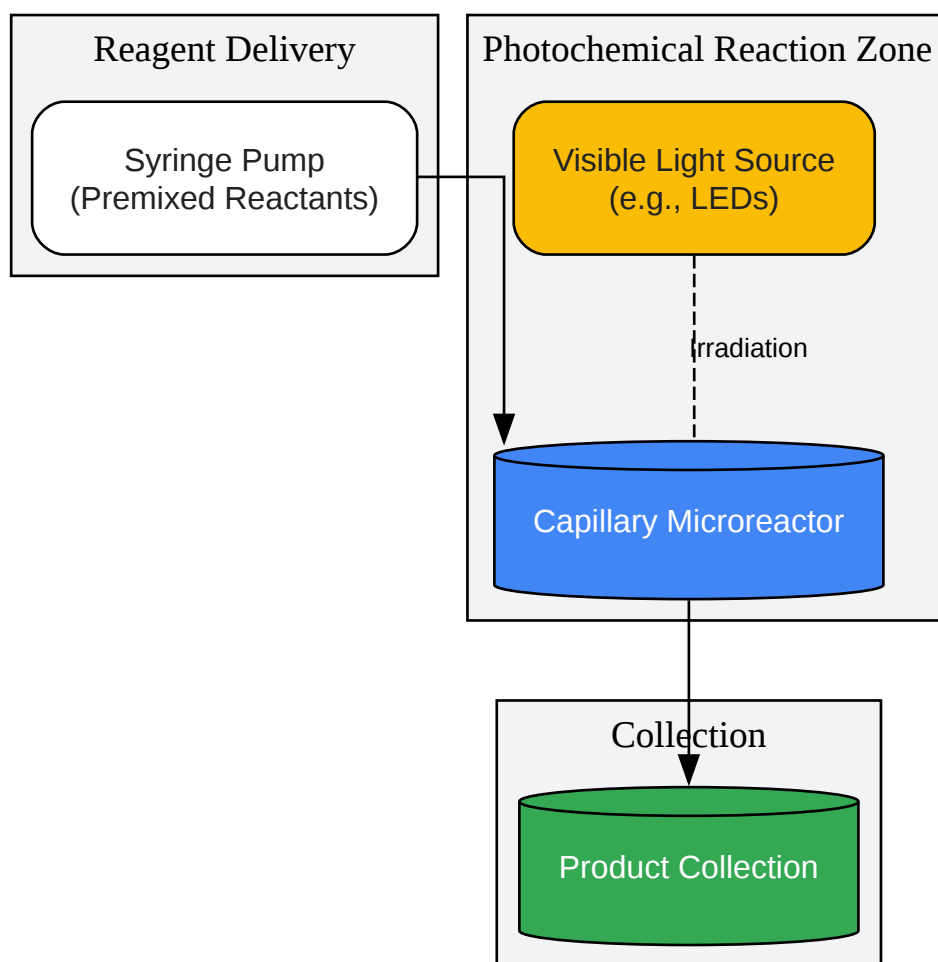 Reagent Delivery
Syringe Pump
(Premixed Reactants)
Photochemical Reaction Zone
Visible Light Source
(e.g., LEDs)
Irradiation
Capillary Microreactor
Collection
Product Collection